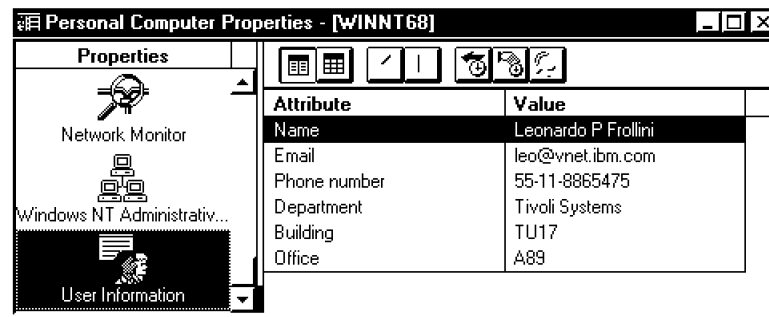 Personal Computer Properties - [WINNT68]
Properties
Network Monitor
Windows NT Administrativ...
User Information
Attribute Value
Name Leonardo P Frollini
Email leo@vnet.ibm.com
Phone number 55-11-8865475
Department Tivoli Systems
Building TU17
Office A89